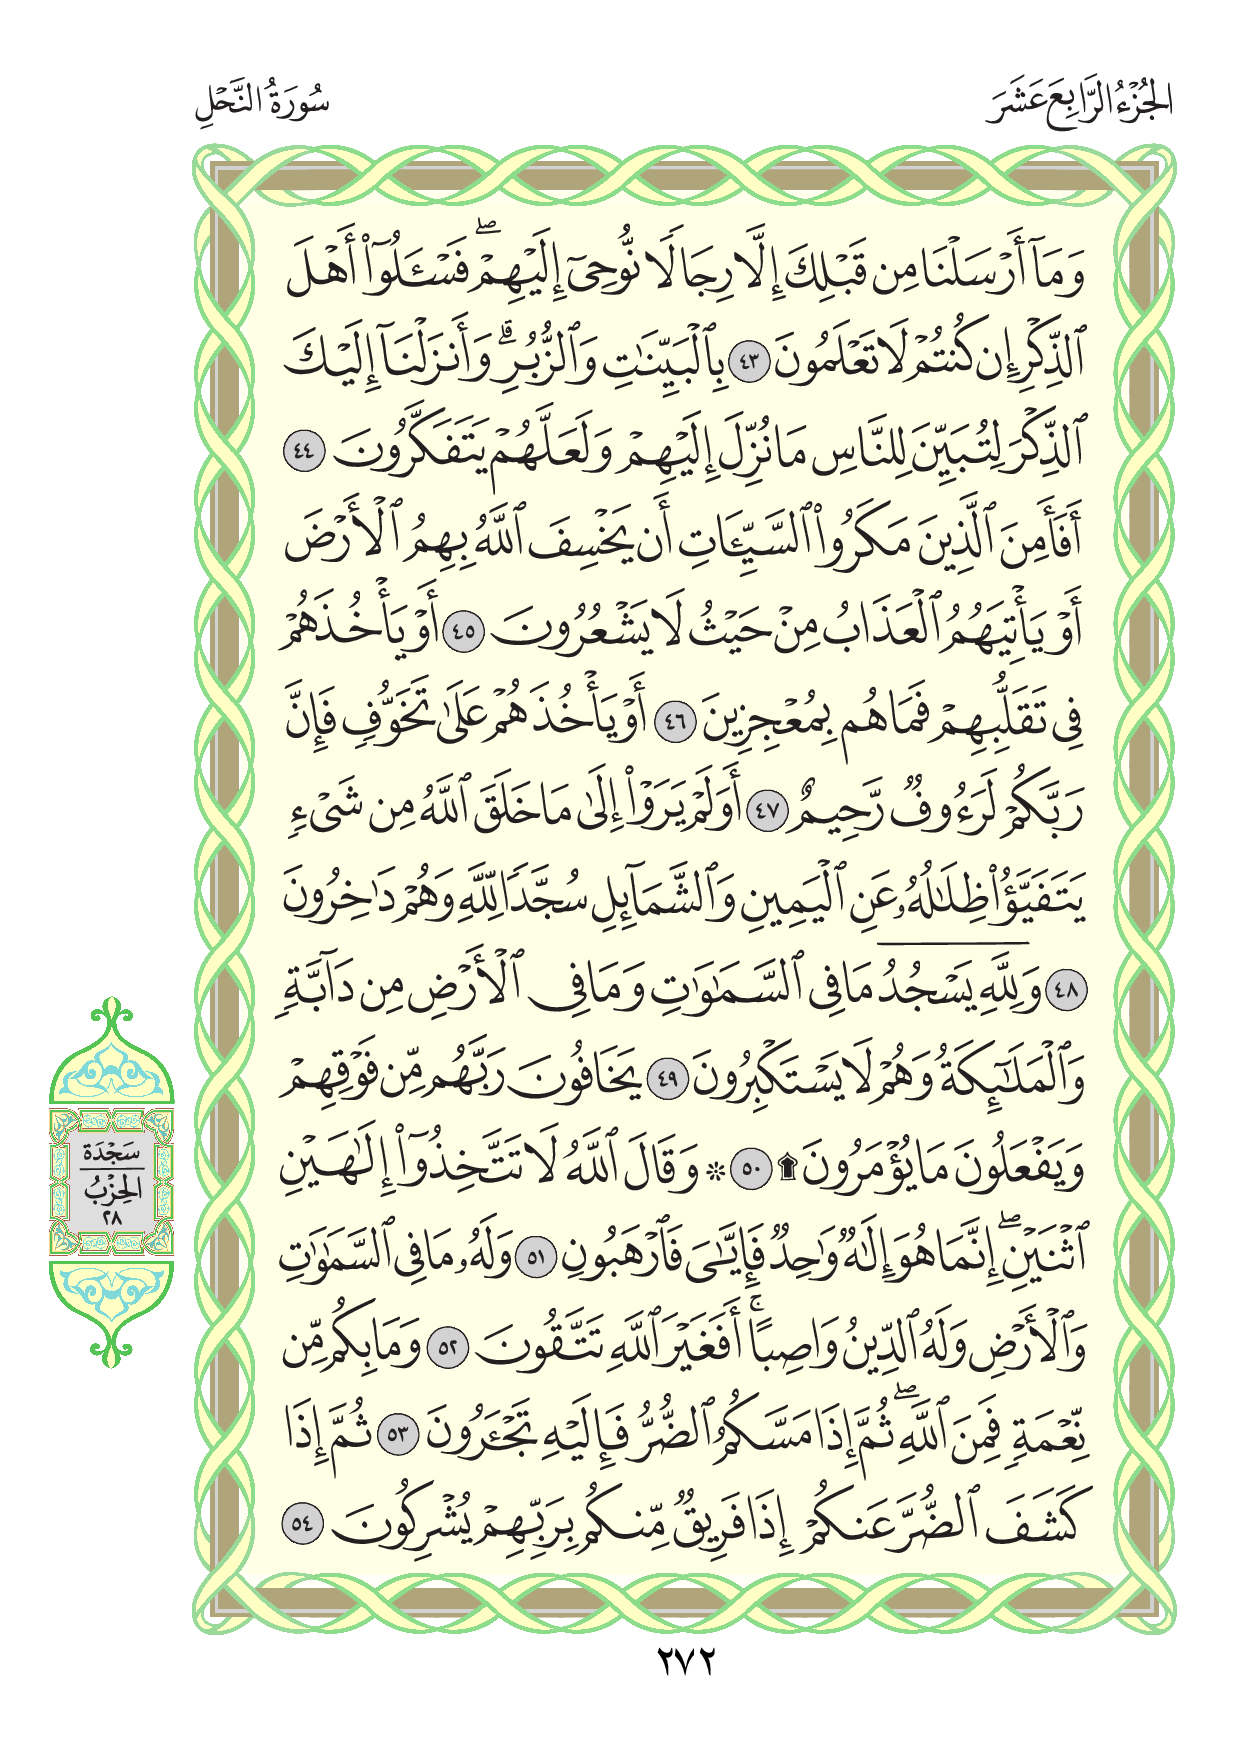 الجُزْءُ الرَّابِعَ عَشَرَ
سُورَةُ النَّحْلِ
وَمَآ أَرْسَلْنَا مِن قَبْلِكَ إِلَّا رِجَالًا نُّوحِىٓ إِلَيْهِمْ ۖ فَسْـَٔلُوٓا۟ أَهْلَ
ٱلذِّكْرِ إِن كُنتُمْ لَا تَعْلَمُونَ ٤٣ بِٱلْبَيِّنَـٰتِ وَٱلزُّبُرِ ۗ وَأَنزَلْنَآ إِلَيْكَ
ٱلذِّكْرَ لِتُبَيِّنَ لِلنَّاسِ مَا نُزِّلَ إِلَيْهِمْ وَلَعَلَّهُمْ يَتَفَكَّرُونَ ٤٤
أَفَأَمِنَ ٱلَّذِينَ مَكَرُوا۟ ٱلسَّيِّـَٔاتِ أَن يَخْسِفَ ٱللَّهُ بِهِمُ ٱلْأَرْضَ
أَوْ يَأْتِيَهُمُ ٱلْعَذَابُ مِنْ حَيْثُ لَا يَشْعُرُونَ ٤٥ أَوْ يَأْخُذَهُمْ
فِى تَقَلُّبِهِمْ فَمَا هُم بِمُعْجِزِينَ ٤٦ أَوْ يَأْخُذَهُمْ عَلَىٰ تَخَوُّفٍ فَإِنَّ
رَبَّكُمْ لَرَءُوفٌ رَّحِيمٌ ٤٧ أَوَلَمْ يَرَوْا۟ إِلَىٰ مَا خَلَقَ ٱللَّهُ مِن شَىْءٍ
يَتَفَيَّؤُا۟ ظِلَـٰلُهُۥ عَنِ ٱلْيَمِينِ وَٱلشَّمَآئِلِ سُجَّدًا لِّلَّهِ وَهُمْ دَٰخِرُونَ
٤٨ وَلِلَّهِ يَسْجُدُ مَا فِى ٱلسَّمَـٰوَٰتِ وَمَا فِى ٱلْأَرْضِ مِن دَآبَّةٍ
وَٱلْمَلَـٰٓئِكَةُ وَهُمْ لَا يَسْتَكْبِرُونَ ٤٩ يَخَافُونَ رَبَّهُم مِّن فَوْقِهِمْ
وَيَفْعَلُونَ مَا يُؤْمَرُونَ ۩ ٥٠ ۞ وَقَالَ ٱللَّهُ لَا تَتَّخِذُوٓا۟ إِلَـٰهَيْنِ
ٱثْنَيْنِ ۖ إِنَّمَا هُوَ إِلَـٰهٌ وَٰحِدٌ فَإِيَّـٰىَ فَٱرْهَبُونِ ٥١ وَلَهُۥ مَا فِى ٱلسَّمَـٰوَٰتِ
وَٱلْأَرْضِ وَلَهُ ٱلدِّينُ وَاصِبًا ۚ أَفَغَيْرَ ٱللَّهِ تَتَّقُونَ ٥٢ وَمَا بِكُم مِّن
نِّعْمَةٍ فَمِنَ ٱللَّهِ ۖ ثُمَّ إِذَا مَسَّكُمُ ٱلضُّرُّ فَإِلَيْهِ تَجْـَٔرُونَ ٥٣ ثُمَّ إِذَا
كَشَفَ ٱلضُّرَّ عَنكُمْ إِذَا فَرِيقٌ مِّنكُم بِرَبِّهِمْ يُشْرِكُونَ ٥٤
سَجْدَة
الحِزْبُ
٢٨
٢٧٢